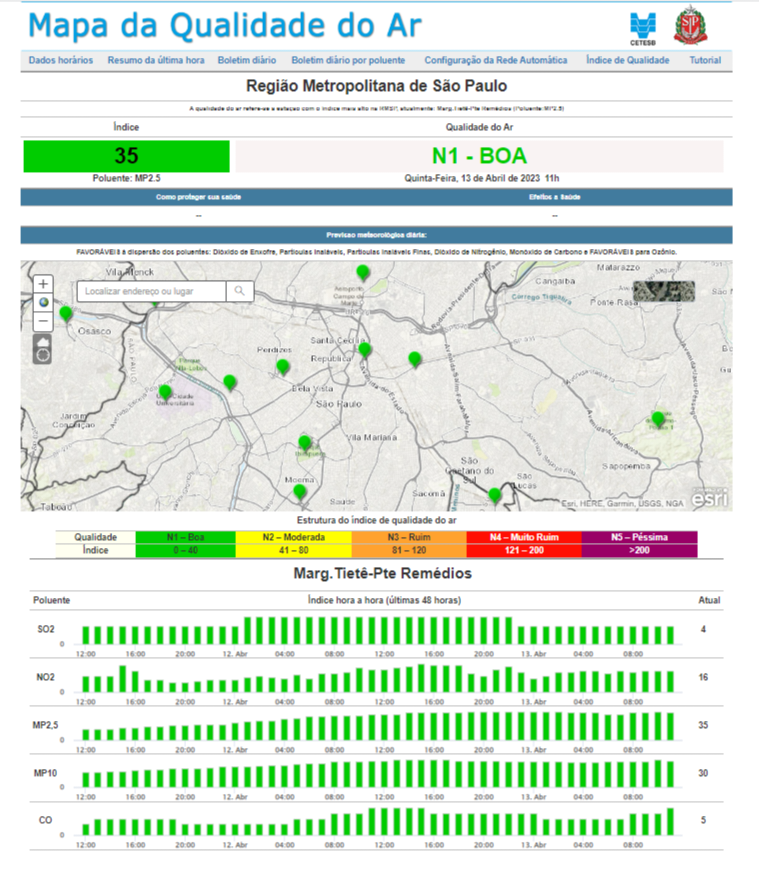 Mapa da Qualidade do Ar
CETESB
Dados horários Resumo da última hora Boletim diário Boletim diário por poluente Configuração da Rede Automática Índice de Qualidade Tutorial
Região Metropolitana de São Paulo
A qualidade do ar refere-se a estação com o índice mais alto na RMSP, atualmente: Marg.Tietê-Pte Remédios (Poluente:MP2.5)
Índice Qualidade do Ar
35 N1 - BOA
Poluente: MP2.5 Quinta-Feira, 13 de Abril de 2023 11h
Como proteger sua saúde Efeitos a Saúde
-- --
Previsao meteorológica diária:
FAVORÁVEIS à dispersão dos poluentes: Dióxido de Enxofre, Partículas Inaláveis, Partículas Inaláveis Finas, Dióxido de Nitrogênio, Monóxido de Carbono e FAVORÁVEIS para Ozônio.
+
Localizar endereço ou lugar
−
Matarazzo
Cangaíba
Ponte Rasa
Osasco
Santa Cecília
Perdizes
República
Bela Vista
São Paulo
Jardim
Conceição
Vila Mariana
Moema
Saúde
Sacomã
São
Caetano do
Sul
São
Lucas
Sapopemba
Taboão
Esri, HERE, Garmin, USGS, NGA
esri
Estrutura do índice de qualidade do ar
Qualidade N1 – Boa N2 – Moderada N3 – Ruim N4 – Muito Ruim N5 – Péssima
Índice 0 – 40 41 – 80 81 – 120 121 – 200 >200
Marg.Tietê-Pte Remédios
Poluente Índice hora a hora (últimas 48 horas) Atual
SO2 0 4
12:00 16:00 20:00 12. Abr 04:00 08:00 12:00 16:00 20:00 13. Abr 04:00 08:00
NO2 0 16
12:00 16:00 20:00 12. Abr 04:00 08:00 12:00 16:00 20:00 13. Abr 04:00 08:00
MP2,5 0 35
12:00 16:00 20:00 12. Abr 04:00 08:00 12:00 16:00 20:00 13. Abr 04:00 08:00
MP10 0 30
12:00 16:00 20:00 12. Abr 04:00 08:00 12:00 16:00 20:00 13. Abr 04:00 08:00
CO 0 5
12:00 16:00 20:00 12. Abr 04:00 08:00 12:00 16:00 20:00 13. Abr 04:00 08:00